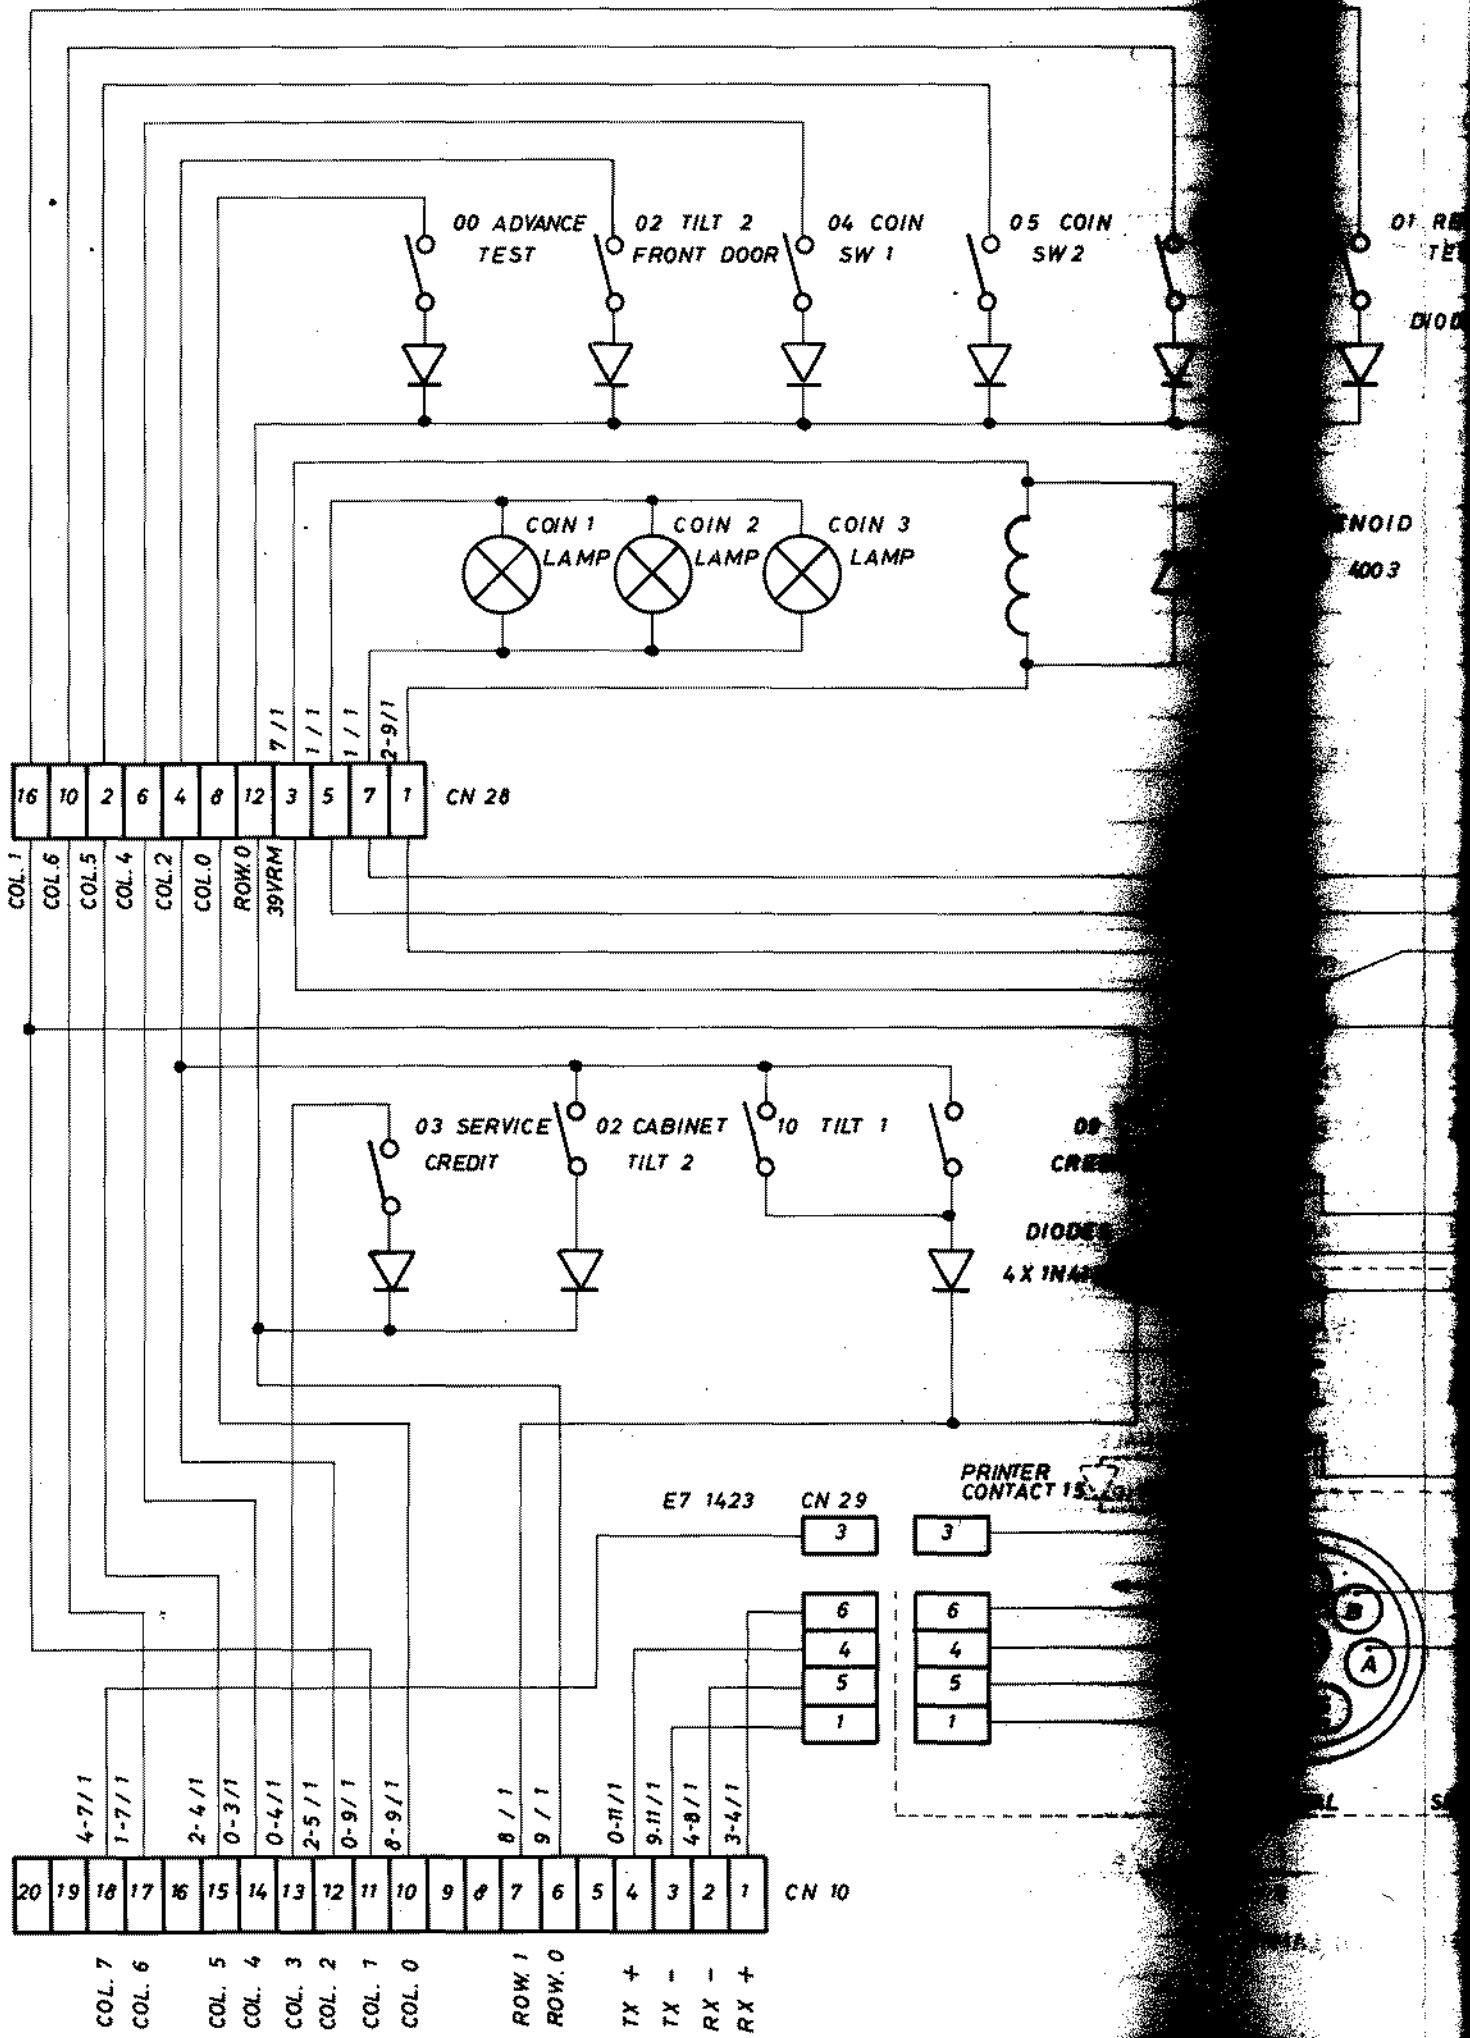 00 ADVANCE
TEST
02 TILT 2
FRONT DOOR
04 COIN
SW 1
05 COIN
SW2
COIN 1
LAMP
COIN 2
LAMP
COIN 3
LAMP
4003
7/1
1/1
1/1
2-9/1
16 10 2 6 4 8 12 3 5 7 1 CN 28
COL. 1
COL.6
COL.5
COL. 4
COL.2
COL.0
ROW.0
39VRM
03 SERVICE
CREDIT
02 CABINET
TILT 2
10 TILT 1
DIODES
PRINTER
CONTACT 15
E7 1423 CN 29
3 3
6 6
4 4
5 5
1 1
B
A
4-7/1
1-7/1
2-4/1
0-3/1
0-4/1
2-5/1
0-9/1
8-9/1
8/1
9/1
0-11/1
9-11/1
4-8/1
3-4/1
20 19 18 17 16 15 14 13 12 11 10 9 8 7 6 5 4 3 2 1 CN 10
COL. 7
COL. 6
COL. 5
COL. 4
COL. 3
COL. 2
COL. 1
COL. 0
ROW. 1
ROW. 0
TX +
TX -
RX -
RX +